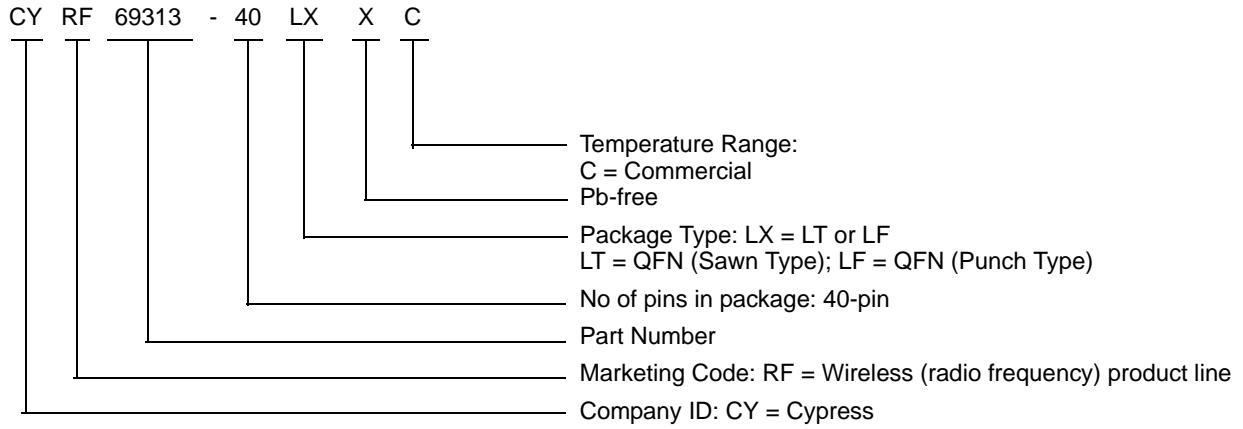 CY RF 69313 - 40 LX X C
Temperature Range:
C = Commercial
Pb-free
Package Type: LX = LT or LF
LT = QFN (Sawn Type); LF = QFN (Punch Type)
No of pins in package: 40-pin
Part Number
Marketing Code: RF = Wireless (radio frequency) product line
Company ID: CY = Cypress